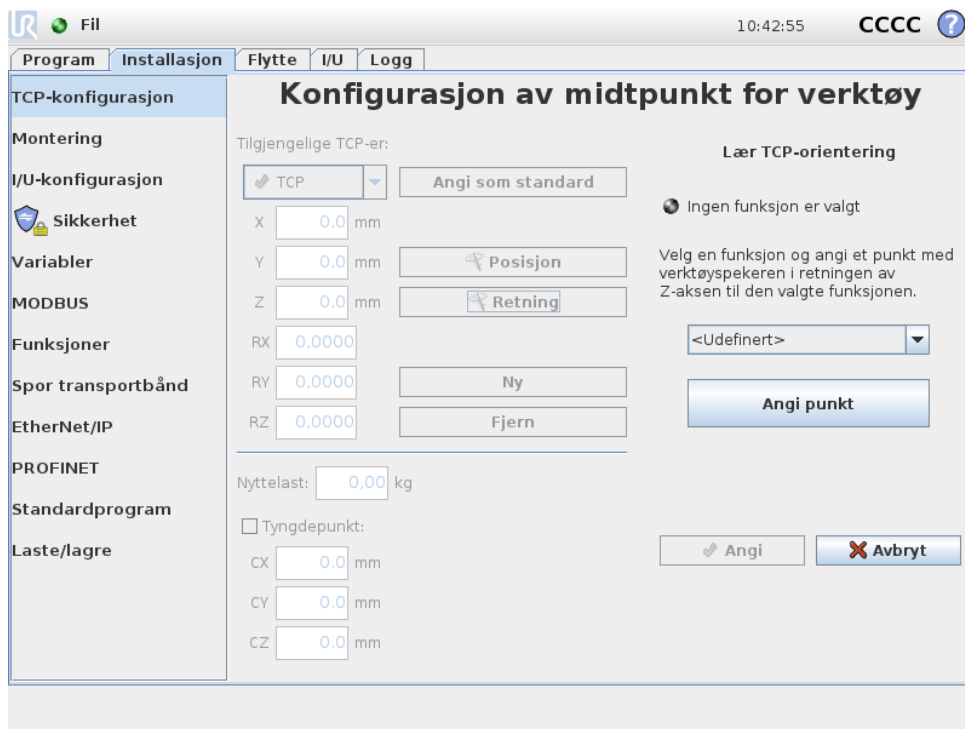 UR
Fil
10:42:55
CCCC
?
Program
Installasjon
Flytte
I/U
Logg
TCP-konfigurasjon
Montering
I/U-konfigurasjon
Sikkerhet
Variabler
MODBUS
Funksjoner
Spor transportbånd
EtherNet/IP
PROFINET
Standardprogram
Laste/lagre
Konfigurasjon av midtpunkt for verktøy
Tilgjengelige TCP-er:
TCP
Angi som standard
X 0.0 mm
Y 0.0 mm
Posisjon
Z 0.0 mm
Retning
RX 0,0000
RY 0,0000
Ny
RZ 0,0000
Fjern
Nyttelast: 0,00 kg
Tyngdepunkt:
CX 0.0 mm
CY 0.0 mm
CZ 0.0 mm
Lær TCP-orientering
Ingen funksjon er valgt
Velg en funksjon og angi et punkt med
verktøyspekeren i retningen av
Z-aksen til den valgte funksjonen.
<Udefinert>
Angi punkt
Angi
Avbryt